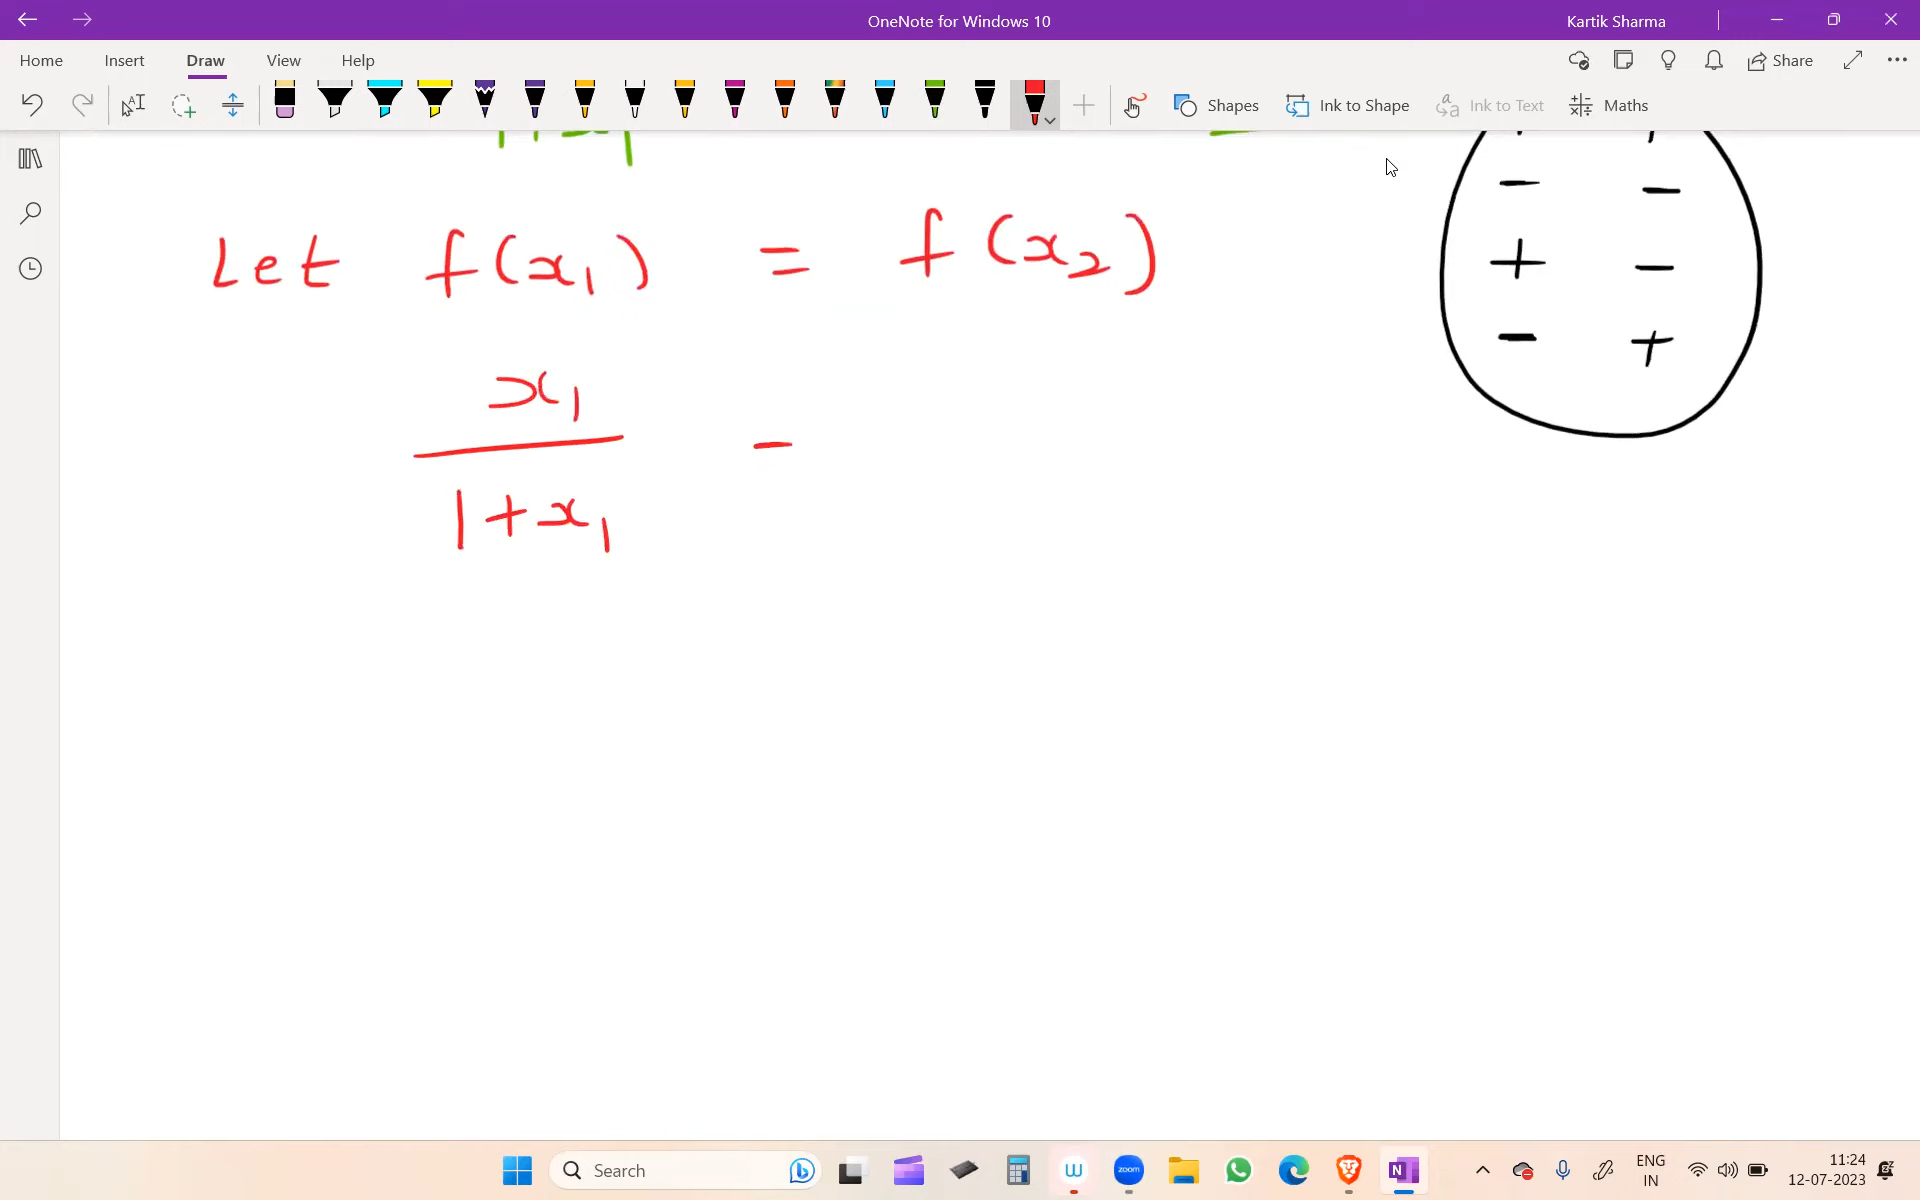 OneNote for Windows 10
Kartik Sharma
Home Insert Draw View Help
Share
Shapes Ink to Shape Ink to Text Maths
Let f(x₁) = f(x₂)
x₁
1+x₁
−
+ +
− −
+ −
− +
Search
zoom
ENG
IN
11:24
12-07-2023